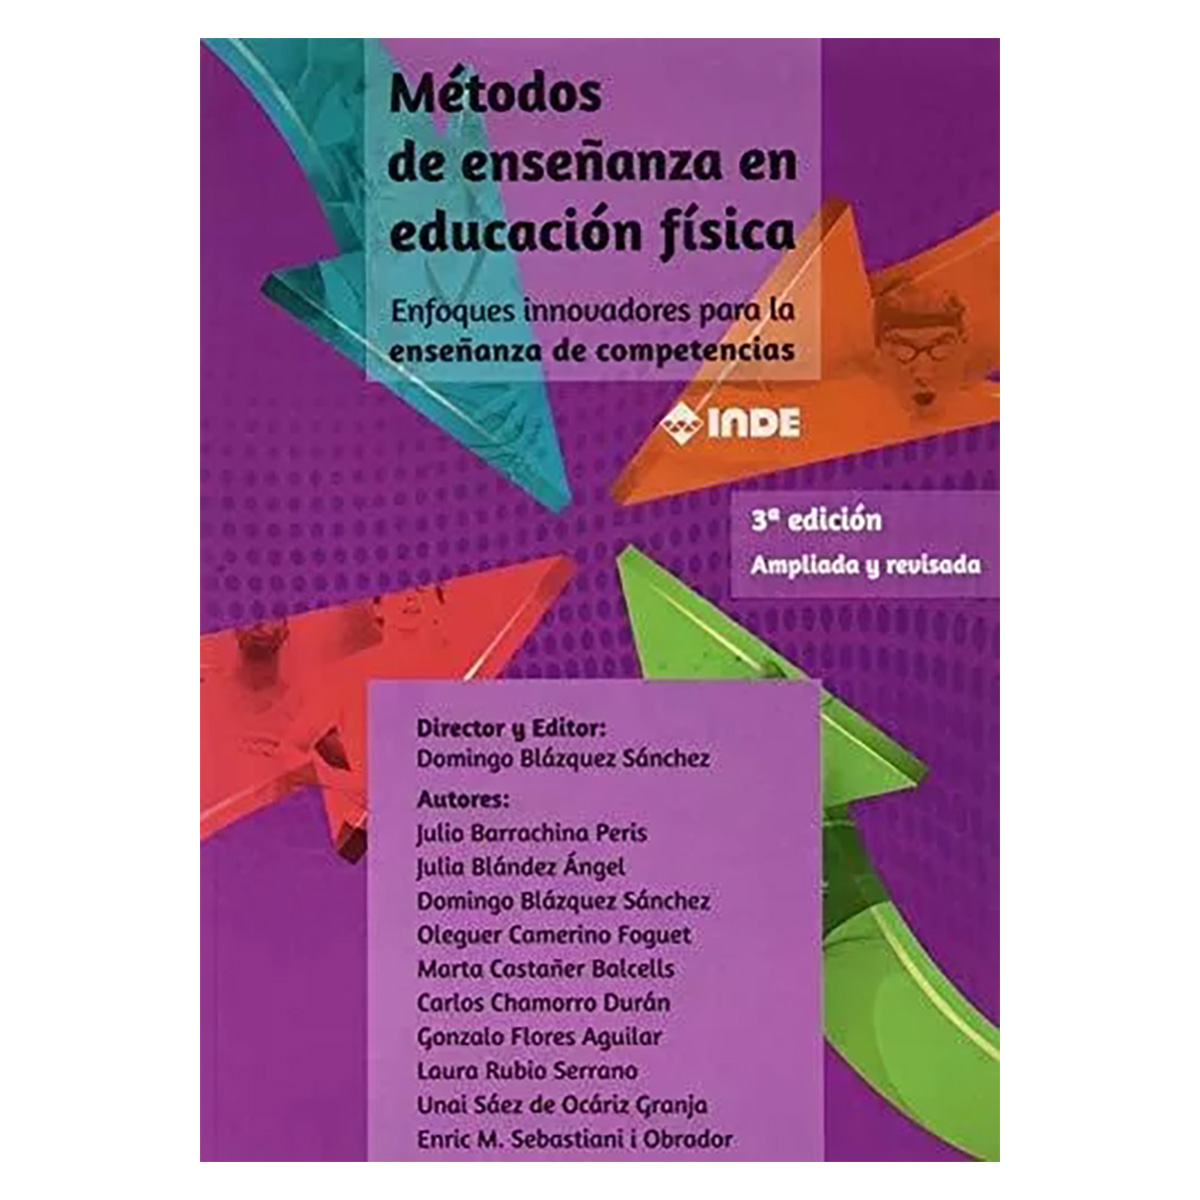 Métodos
de enseñanza en
educación física
Enfoques innovadores para la
enseñanza de competencias
INDE
3ª edición
Ampliada y revisada
Director y Editor:
Domingo Blázquez Sánchez
Autores:
Julio Barrachina Peris
Julia Blández Ángel
Domingo Blázquez Sánchez
Oleguer Camerino Foguet
Marta Castañer Balcells
Carlos Chamorro Durán
Gonzalo Flores Aguilar
Laura Rubio Serrano
Unai Sáez de Ocáriz Granja
Enric M. Sebastiani i Obrador